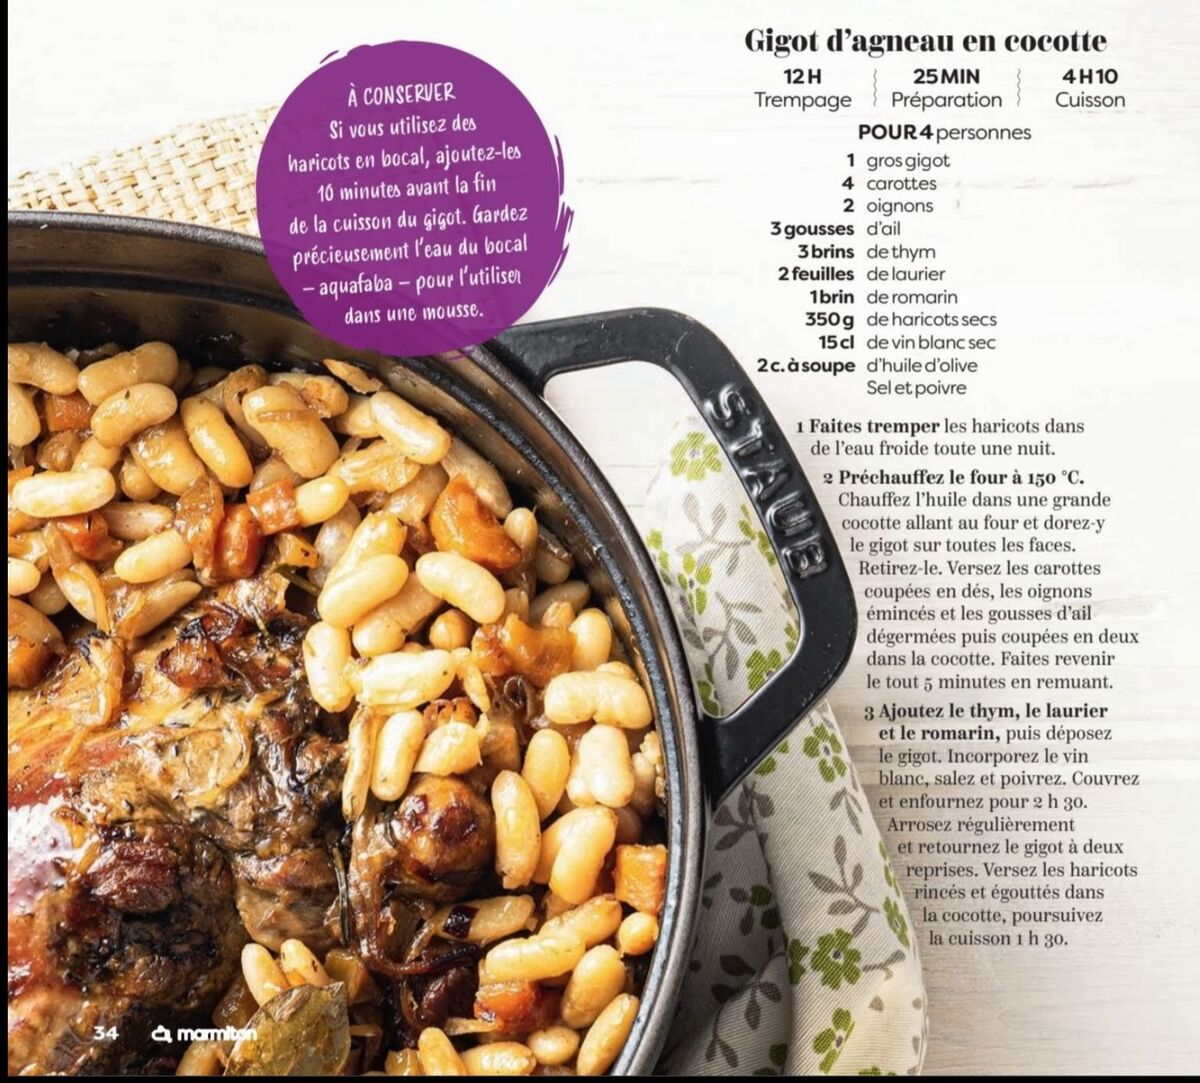 À CONSERVER
Si vous utilisez des
haricots en bocal, ajoutez-les
10 minutes avant la fin
de la cuisson du gigot. Gardez
précieusement l'eau du bocal
– aquafaba – pour l'utiliser
dans une mousse.
Gigot d'agneau en cocotte
12 H 25 MIN 4 H 10
Trempage Préparation Cuisson
POUR 4 personnes
1 gros gigot
4 carottes
2 oignons
3 gousses d'ail
3 brins de thym
2 feuilles de laurier
1 brin de romarin
350 g de haricots secs
15 cl de vin blanc sec
2 c. à soupe d'huile d'olive
Sel et poivre
1 Faites tremper les haricots dans
de l'eau froide toute une nuit.
2 Préchauffez le four à 150 °C.
Chauffez l'huile dans une grande
cocotte allant au four et dorez-y
le gigot sur toutes les faces.
Retirez-le. Versez les carottes
coupées en dés, les oignons
émincés et les gousses d'ail
dégermées puis coupées en deux
dans la cocotte. Faites revenir
le tout 5 minutes en remuant.
3 Ajoutez le thym, le laurier
et le romarin, puis déposez
le gigot. Incorporez le vin
blanc, salez et poivrez. Couvrez
et enfournez pour 2 h 30.
Arrosez régulièrement
et retournez le gigot à deux
reprises. Versez les haricots
rincés et égouttés dans
la cocotte, poursuivez
la cuisson 1 h 30.
STAUB
34 marmiton